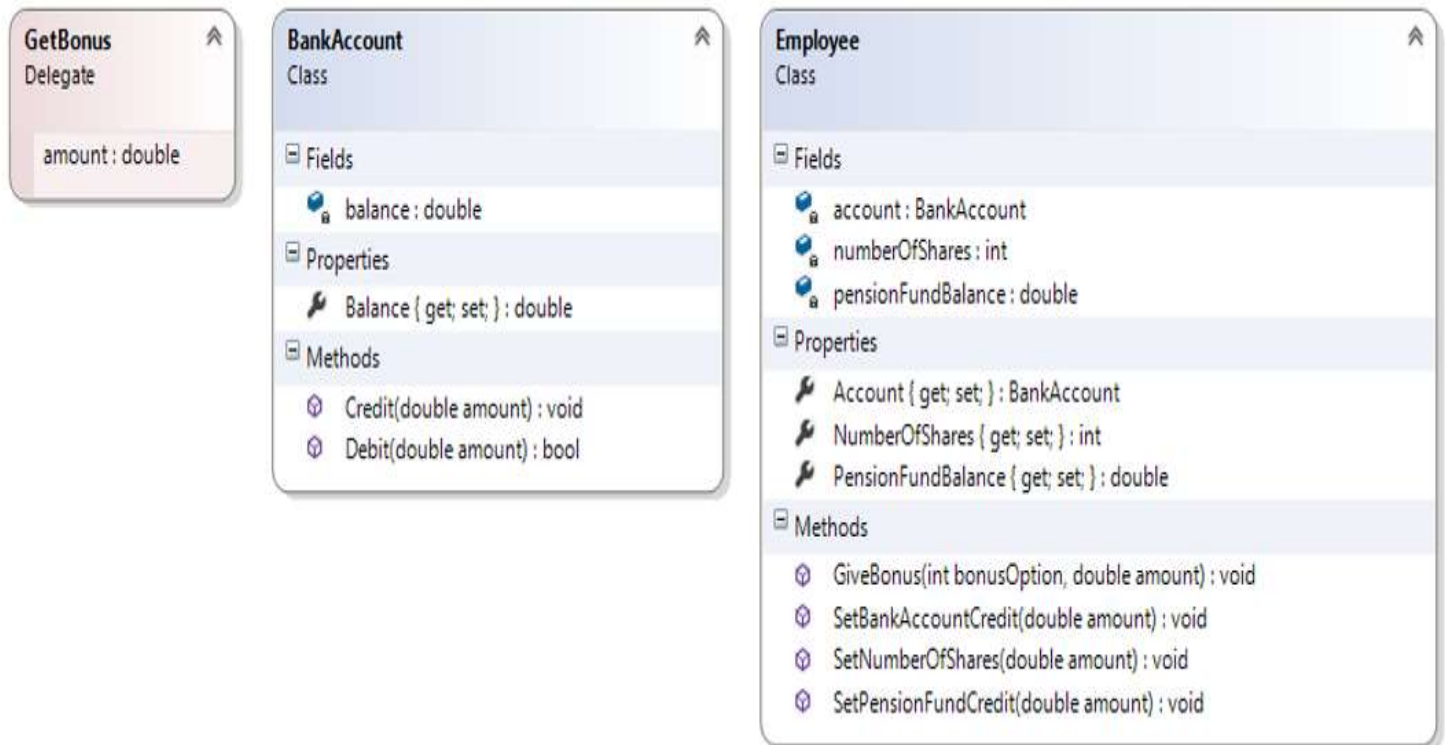 GetBonus
Delegate
amount : double
BankAccount
Class
Fields
balance : double
Properties
Balance { get; set; } : double
Methods
Credit(double amount) : void
Debit(double amount) : bool
Employee
Class
Fields
account : BankAccount
numberOfShares : int
pensionFundBalance : double
Properties
Account { get; set; } : BankAccount
NumberOfShares { get; set; } : int
PensionFundBalance { get; set; } : double
Methods
GiveBonus(int bonusOption, double amount) : void
SetBankAccountCredit(double amount) : void
SetNumberOfShares(double amount) : void
SetPensionFundCredit(double amount) : void